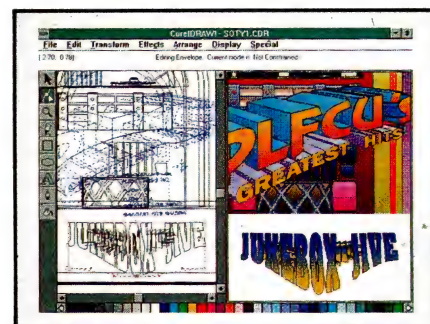 CorelDRAW! - SOTY1.CDR
File Edit Transform Effects Arrange Display Special
Editing Envelope: Current mode is: Not Constrained
OLFCU'S
GREATEST HITS
JUKEBOX JIVE
JUKEBOX JIVE